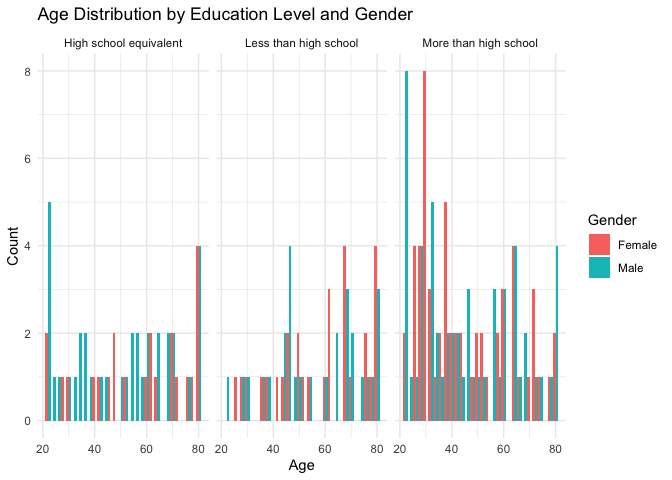 Age Distribution by Education Level and Gender
High school equivalent
Less than high school
More than high school
8
6
4
2
0
Count
20 40 60 80
20 40 60 80
20 40 60 80
Age
Gender
Female
Male